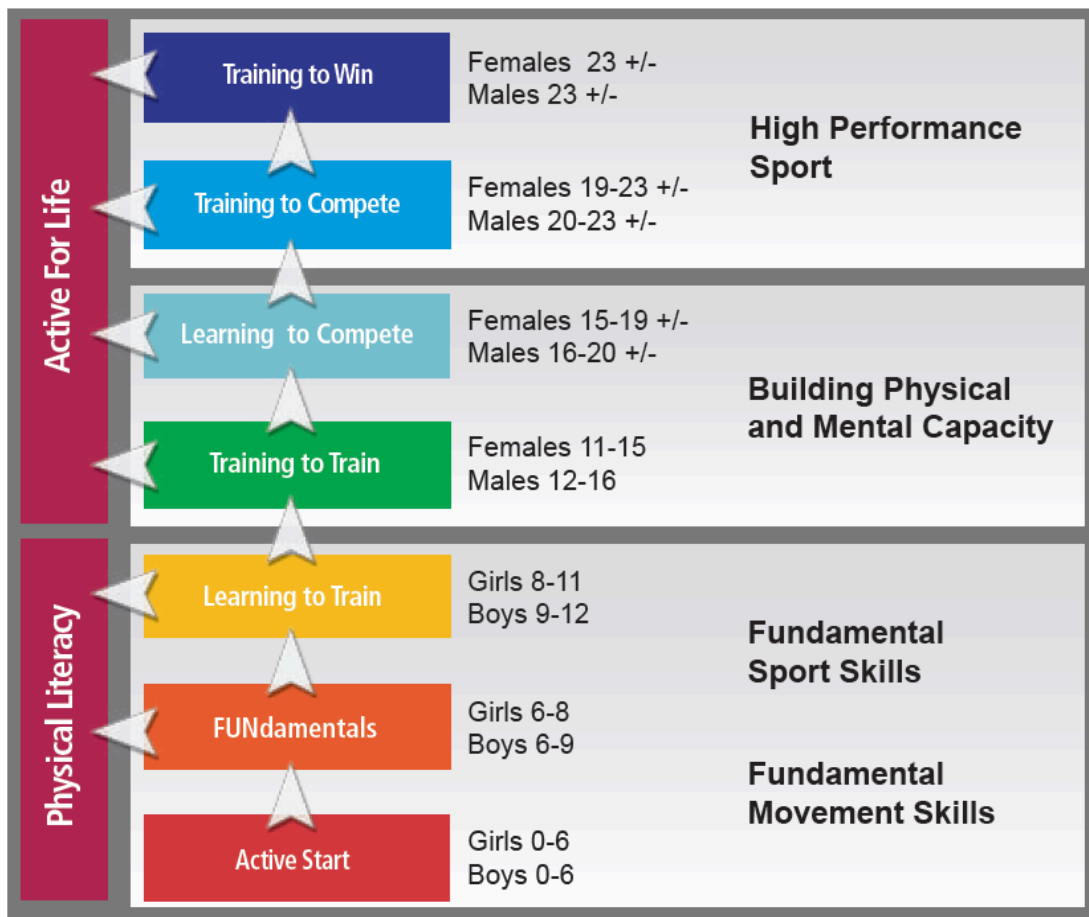 Active For Life
Training to Win
Females  23 +/-
Males 23 +/-
High Performance
Sport
Training to Compete
Females 19-23 +/-
Males 20-23 +/-
Learning  to Compete
Females 15-19 +/-
Males 16-20 +/-
Building Physical
and Mental Capacity
Training to Train
Females 11-15
Males 12-16
Physical Literacy
Learning to Train
Girls 8-11
Boys 9-12
Fundamental
Sport Skills
FUNdamentals
Girls 6-8
Boys 6-9
Fundamental
Movement Skills
Active Start
Girls 0-6
Boys 0-6